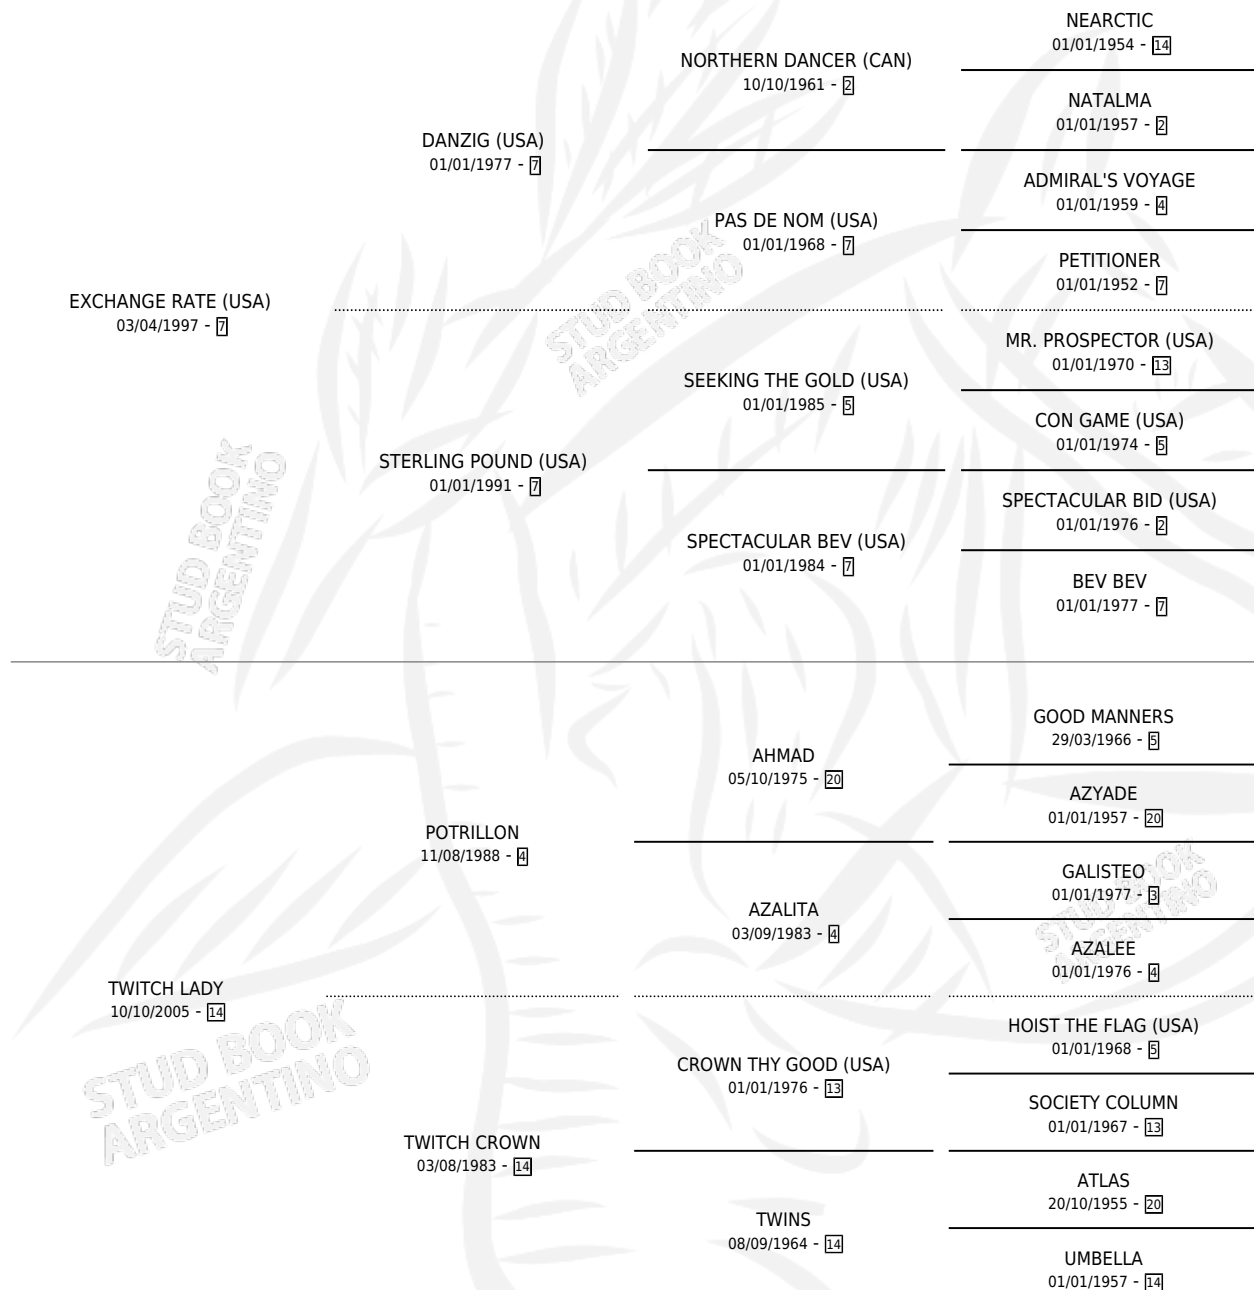 NEARCTIC
01/01/1954 - 14
NORTHERN DANCER (CAN)
10/10/1961 - 2
NATALMA
01/01/1957 - 2
DANZIG (USA)
01/01/1977 - 7
ADMIRAL'S VOYAGE
01/01/1959 - 4
PAS DE NOM (USA)
01/01/1968 - 7
PETITIONER
01/01/1952 - 7
EXCHANGE RATE (USA)
03/04/1997 - 7
STUD BOOK
ARGENTINO
MR. PROSPECTOR (USA)
01/01/1970 - 13
SEEKING THE GOLD (USA)
01/01/1985 - 5
CON GAME (USA)
01/01/1974 - 5
STERLING POUND (USA)
01/01/1991 - 7
SPECTACULAR BID (USA)
01/01/1976 - 2
SPECTACULAR BEV (USA)
01/01/1984 - 7
BEV BEV
01/01/1977 - 7
STUD BOOK
ARGENTINO
GOOD MANNERS
29/03/1966 - 5
AHMAD
05/10/1975 - 20
AZYADE
01/01/1957 - 20
POTRILLON
11/08/1988 - 4
GALISTEO
01/01/1977 - 3
AZALITA
03/09/1983 - 4
STUD BOOK
ARGENTINO
AZALEE
01/01/1976 - 4
TWITCH LADY
10/10/2005 - 14
HOIST THE FLAG (USA)
01/01/1968 - 5
CROWN THY GOOD (USA)
01/01/1976 - 13
STUD BOOK
ARGENTINO
SOCIETY COLUMN
01/01/1967 - 13
TWITCH CROWN
03/08/1983 - 14
ATLAS
20/10/1955 - 20
TWINS
08/09/1964 - 14
UMBELLA
01/01/1957 - 14